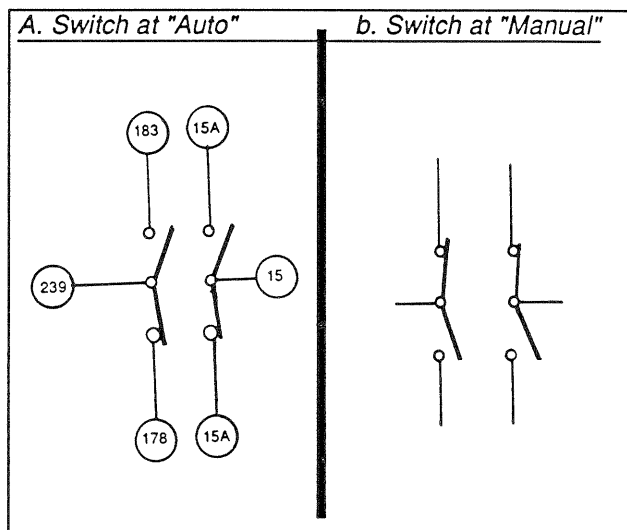 A. Switch at "Auto"
b. Switch at "Manual"
183
15A
239
15
178
15A